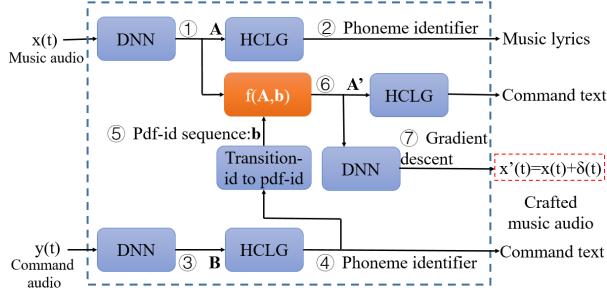 x(t)
Music audio
DNN
① A
HCLG
② Phoneme identifier
Music lyrics
f(A,b)
⑥ A’
HCLG
Command text
⑤ Pdf-id sequence:b
Transition-
id to pdf-id
DNN
⑦ Gradient
descent
x’(t)=x(t)+δ(t)
Crafted
music audio
y(t)
Command
audio
DNN
③ B
HCLG
④ Phoneme identifier
Command text